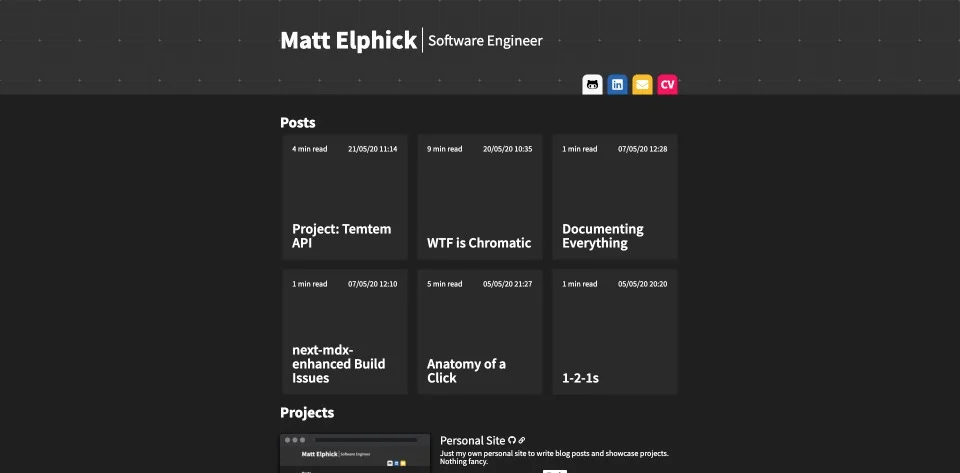 Matt Elphick
Software Engineer
CV
Posts
4 min read 21/05/20 11:14
Project: Temtem
API
9 min read 20/05/20 10:35
WTF is Chromatic
1 min read 07/05/20 12:28
Documenting
Everything
1 min read 07/05/20 12:10
next-mdx-
enhanced Build
Issues
5 min read 05/05/20 21:27
Anatomy of a
Click
1 min read 05/05/20 20:20
1-2-1s
Projects
Matt Elphick Software Engineer
Personal Site
Just my own personal site to write blog posts and showcase projects.
Nothing fancy.